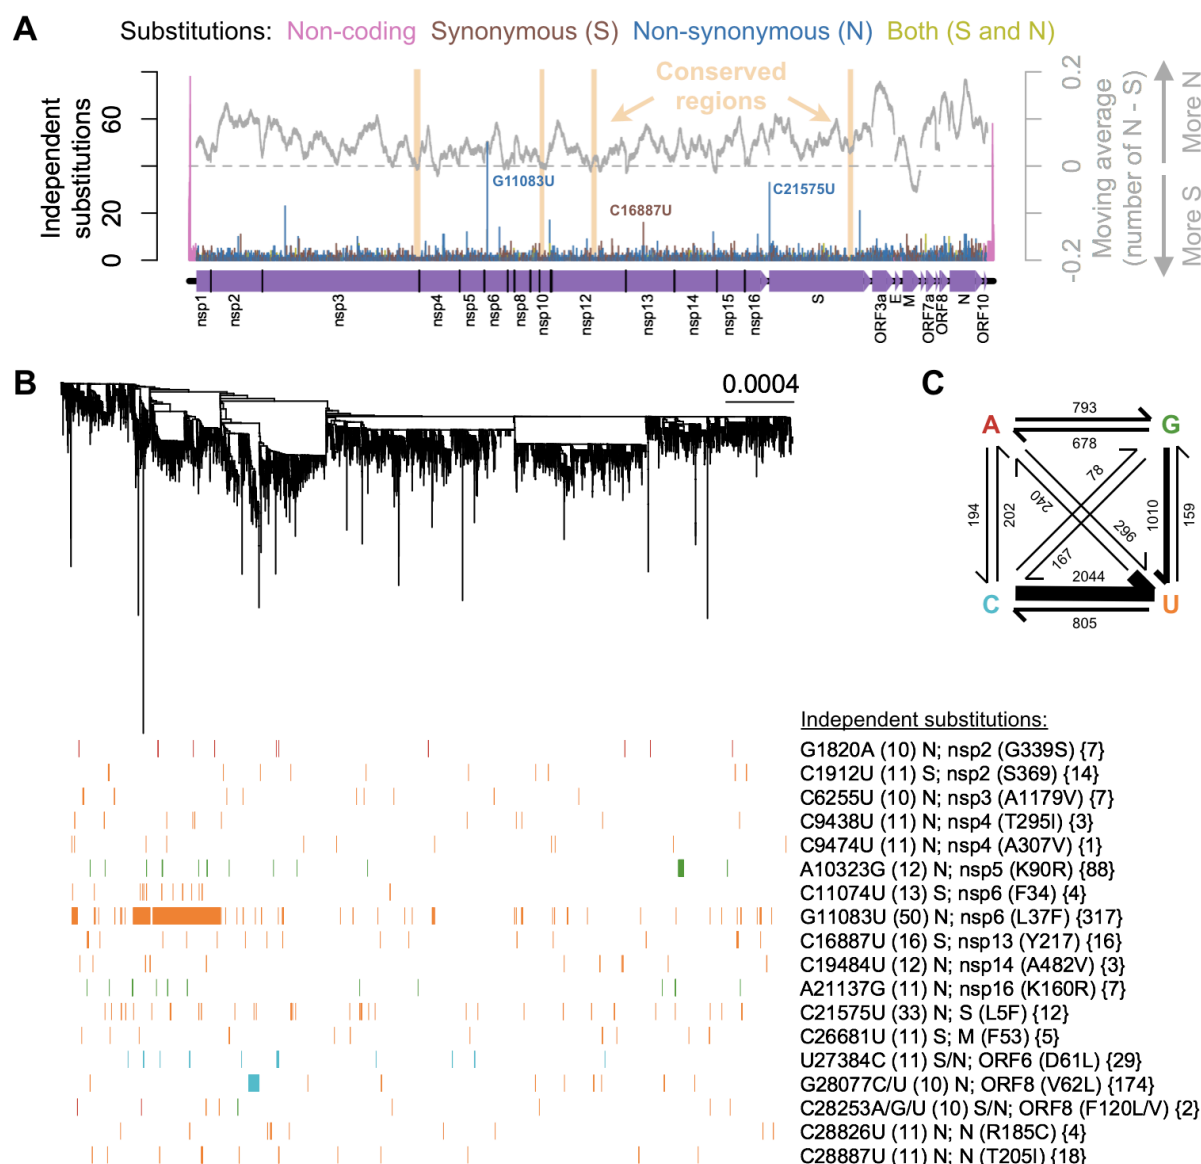 A
Substitutions: Non-coding Synonymous (S) Non-synonymous (N) Both (S and N)
Independent
substitutions
60
20
0
Conserved
regions
G11083U
C16887U
C21575U
0.2
0
-0.2
Moving average
(number of N - S)
More S More N
nsp1 nsp2 nsp3 nsp4 nsp5 nsp6 nsp8 nsp10 nsp12 nsp13 nsp14 nsp15 nsp16 S ORF3a E M ORF7a ORF8 N ORF10
B
0.0004
C
A
G
793
678
78
240
194
202
296
1010
159
167
2044
C
U
805
Independent substitutions:
G1820A (10) N; nsp2 (G339S) {7}
C1912U (11) S; nsp2 (S369) {14}
C6255U (10) N; nsp3 (A1179V) {7}
C9438U (11) N; nsp4 (T295I) {3}
C9474U (11) N; nsp4 (A307V) {1}
A10323G (12) N; nsp5 (K90R) {88}
C11074U (13) S; nsp6 (F34) {4}
G11083U (50) N; nsp6 (L37F) {317}
C16887U (16) S; nsp13 (Y217) {16}
C19484U (12) N; nsp14 (A482V) {3}
A21137G (11) N; nsp16 (K160R) {7}
C21575U (33) N; S (L5F) {12}
C26681U (11) S; M (F53) {5}
U27384C (11) S/N; ORF6 (D61L) {29}
G28077C/U (10) N; ORF8 (V62L) {174}
C28253A/G/U (10) S/N; ORF8 (F120L/V) {2}
C28826U (11) N; N (R185C) {4}
C28887U (11) N; N (T205I) {18}